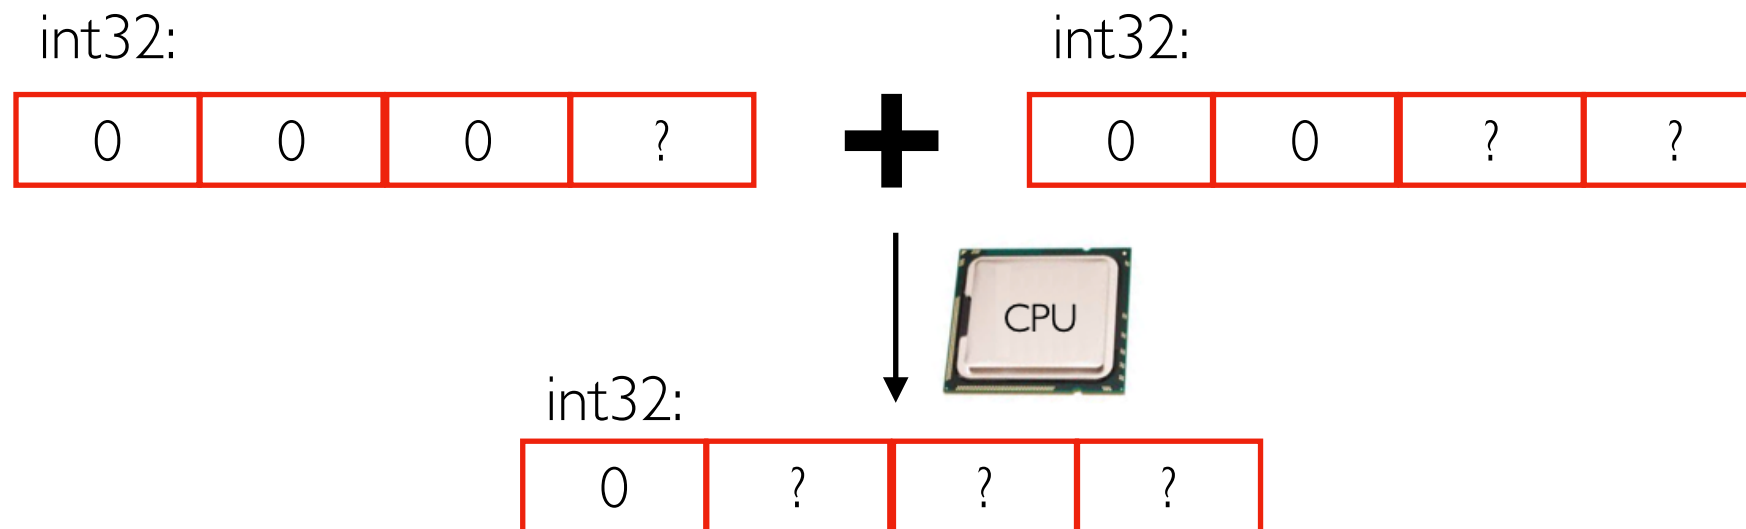 int32: int32:
0 0 0 ? + 0 0 ? ?
CPU
int32:
0 ? ? ?